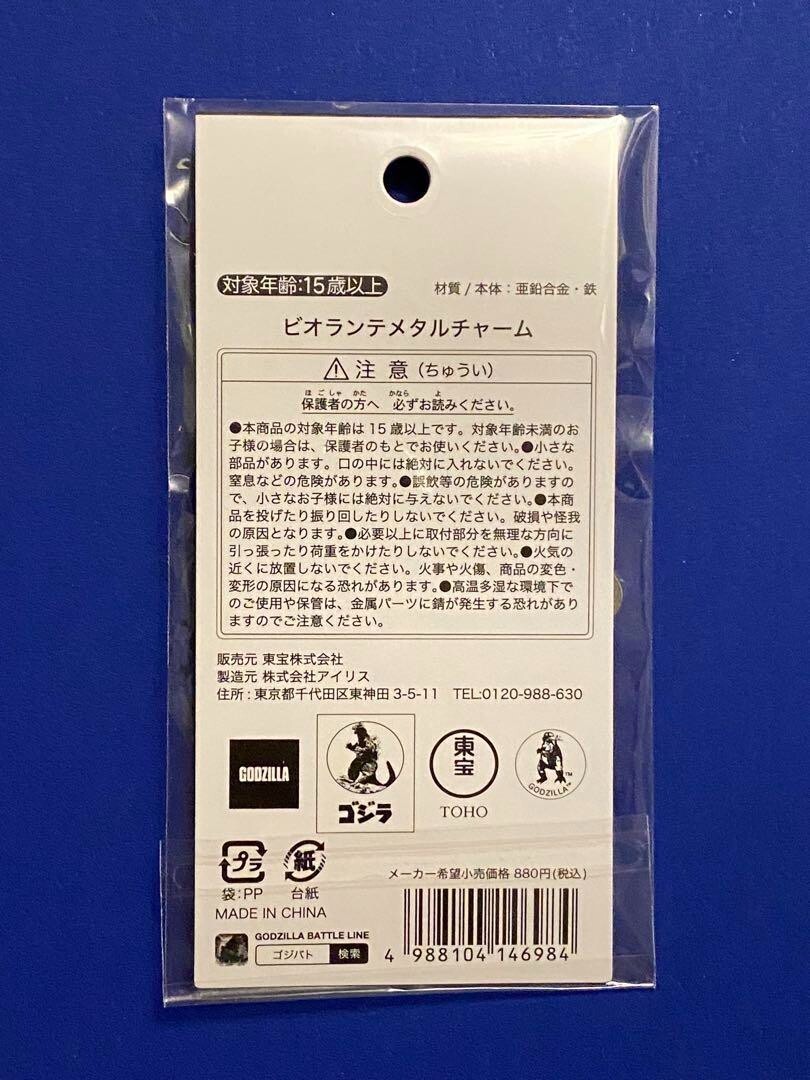 対象年齢:15歳以上
材質 / 本体：亜鉛合金・鉄
ビオランテメタルチャーム
⚠注 意（ちゅうい）
ほごしゃ かた かなら よ
保護者の方へ 必ずお読みください。
●本商品の対象年齢は15歳以上です。対象年齢未満のお
子様の場合は、保護者のもとでお使いください。●小さな
部品があります。口の中には絶対に入れないでください。
窒息などの危険があります。●誤飲等の危険がありますの
で、小さなお子様には絶対に与えないでください。●本商
品を投げたり振り回したりしないでください。破損や怪我
の原因となります。●必要以上に取付部分を無理な方向に
引っ張ったり荷重をかけたりしないでください。●火気の
近くに放置しないでください。火事や火傷、商品の変色・
変形の原因になる恐れがあります。●高温多湿な環境下で
のご使用や保管は、金属パーツに錆が発生する恐れがあり
ますのでご注意ください。
販売元 東宝株式会社
製造元 株式会社アイリス
住所：東京都千代田区東神田 3-5-11 TEL:0120-988-630
GODZILLA
ゴジラ
東宝
TOHO
GODZILLA™
プラ
紙
袋：PP
台紙
メーカー希望小売価格 880円(税込)
MADE IN CHINA
GODZILLA BATTLE LINE
ゴジバト 検索
4 988104 146984